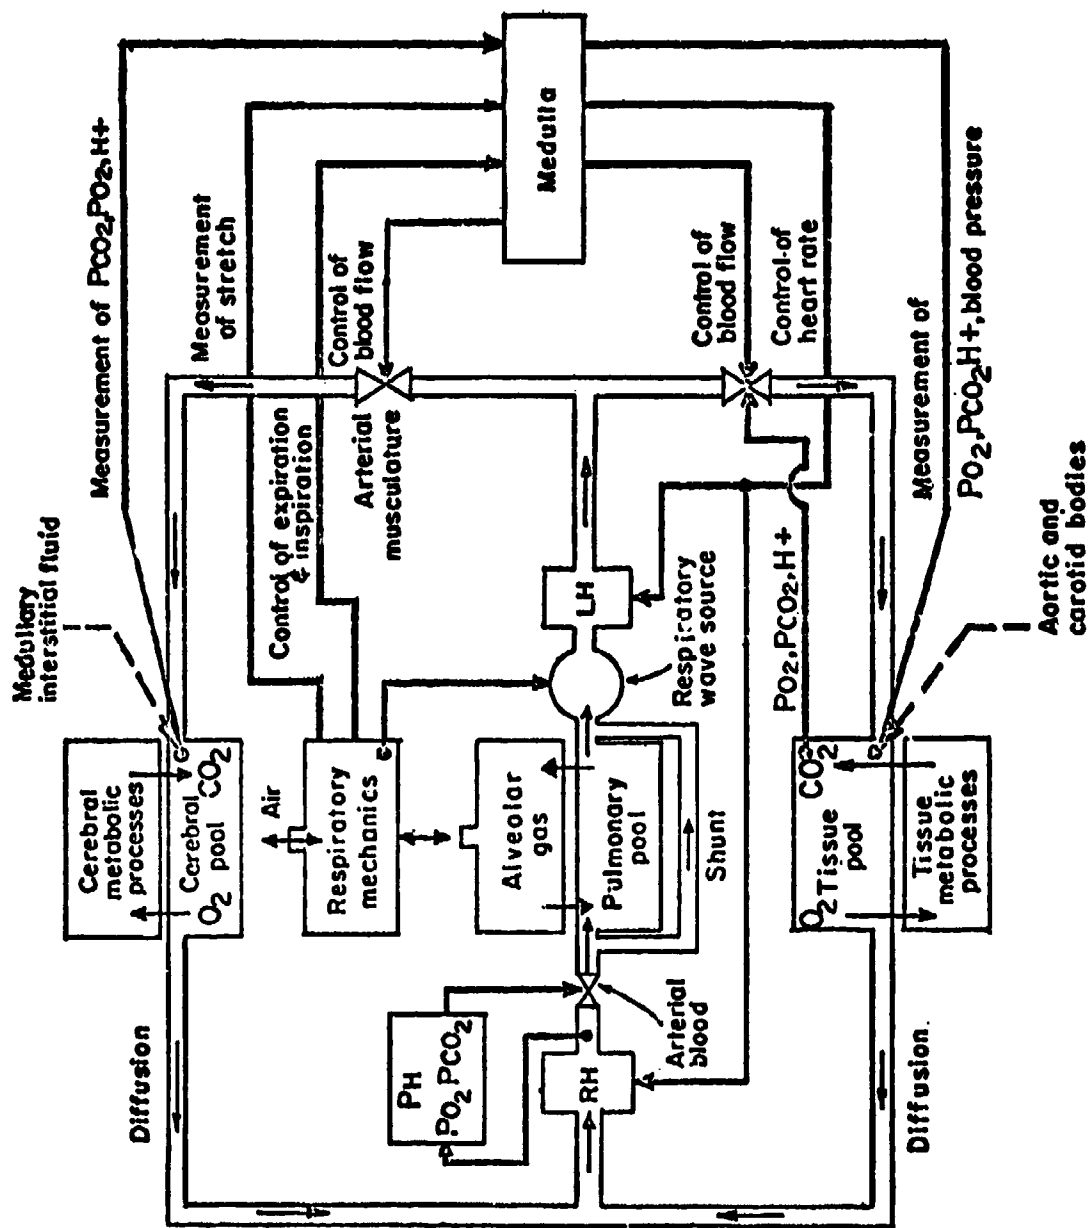 Measurement of PCO2,PO2,H+
Measurement
of stretch
Medullary
interstitial fluid
Control of expiration
& inspiration
Control of
blood flow
Arterial
musculature
Medulla
Control of
blood flow
Control-of
heart rate
Measurement of
PO2,PCO2H+,blood pressure
Aortic and
carotid bodies
Cerebral
metabolic
processes
Cerebral
pool
O2
CO2
Air
Respiratory
mechanics
Alveolar
gas
Pulmonary
pool
Shunt
LH
Respiratory
wave source
PO2,PCO2,H+
CO2
O2
Tissue
pool
Tissue
metabolic
processes
Diffusion
PH
PO2 PCO2
RH
Arterial
blood
Diffusion.